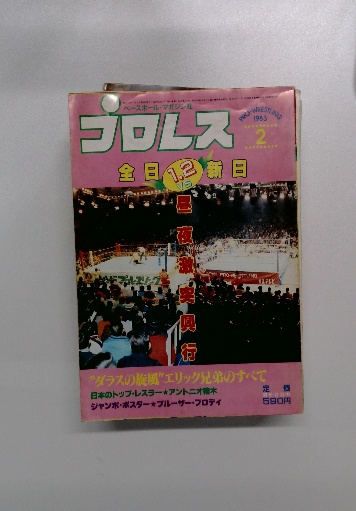 ベースボール・マガジン社
プロレス
PRO-WRESTLING
1983
2
全日 1.2 新日
昼夜激突興行
"ダラスの旋風"エリック兄弟のすべて
日本のトップ・レスラー★アントニオ猪木
ジャンボ・ポスター★ブルーザー・ブロディ
定価
590円